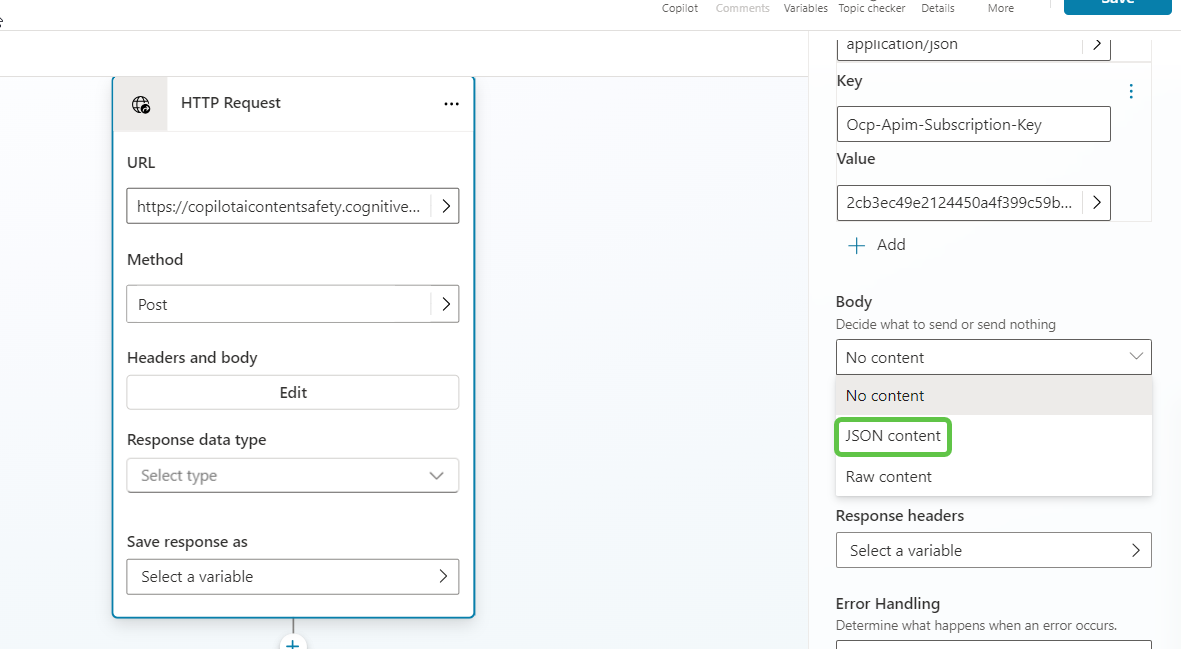 Copilot
Comments
Variables
Topic checker
Details
More
Save
HTTP Request
URL
https://copilotaicontentsafety.cognitive...
Method
Post
Headers and body
Edit
Response data type
Select type
Save response as
Select a variable
application/json
Key
Ocp-Apim-Subscription-Key
Value
2cb3ec49e2124450a4f399c59b...
Add
Body
Decide what to send or send nothing
No content
No content
JSON content
Raw content
Response headers
Select a variable
Error Handling
Determine what happens when an error occurs.